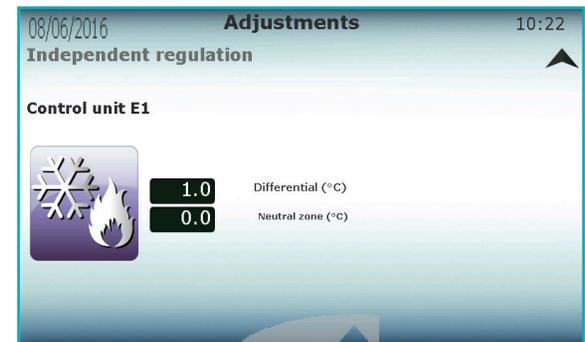 08/06/2016 Adjustments 10:22
Independent regulation
Control unit E1
1.0 Differential (°C)
0.0 Neutral zone (°C)